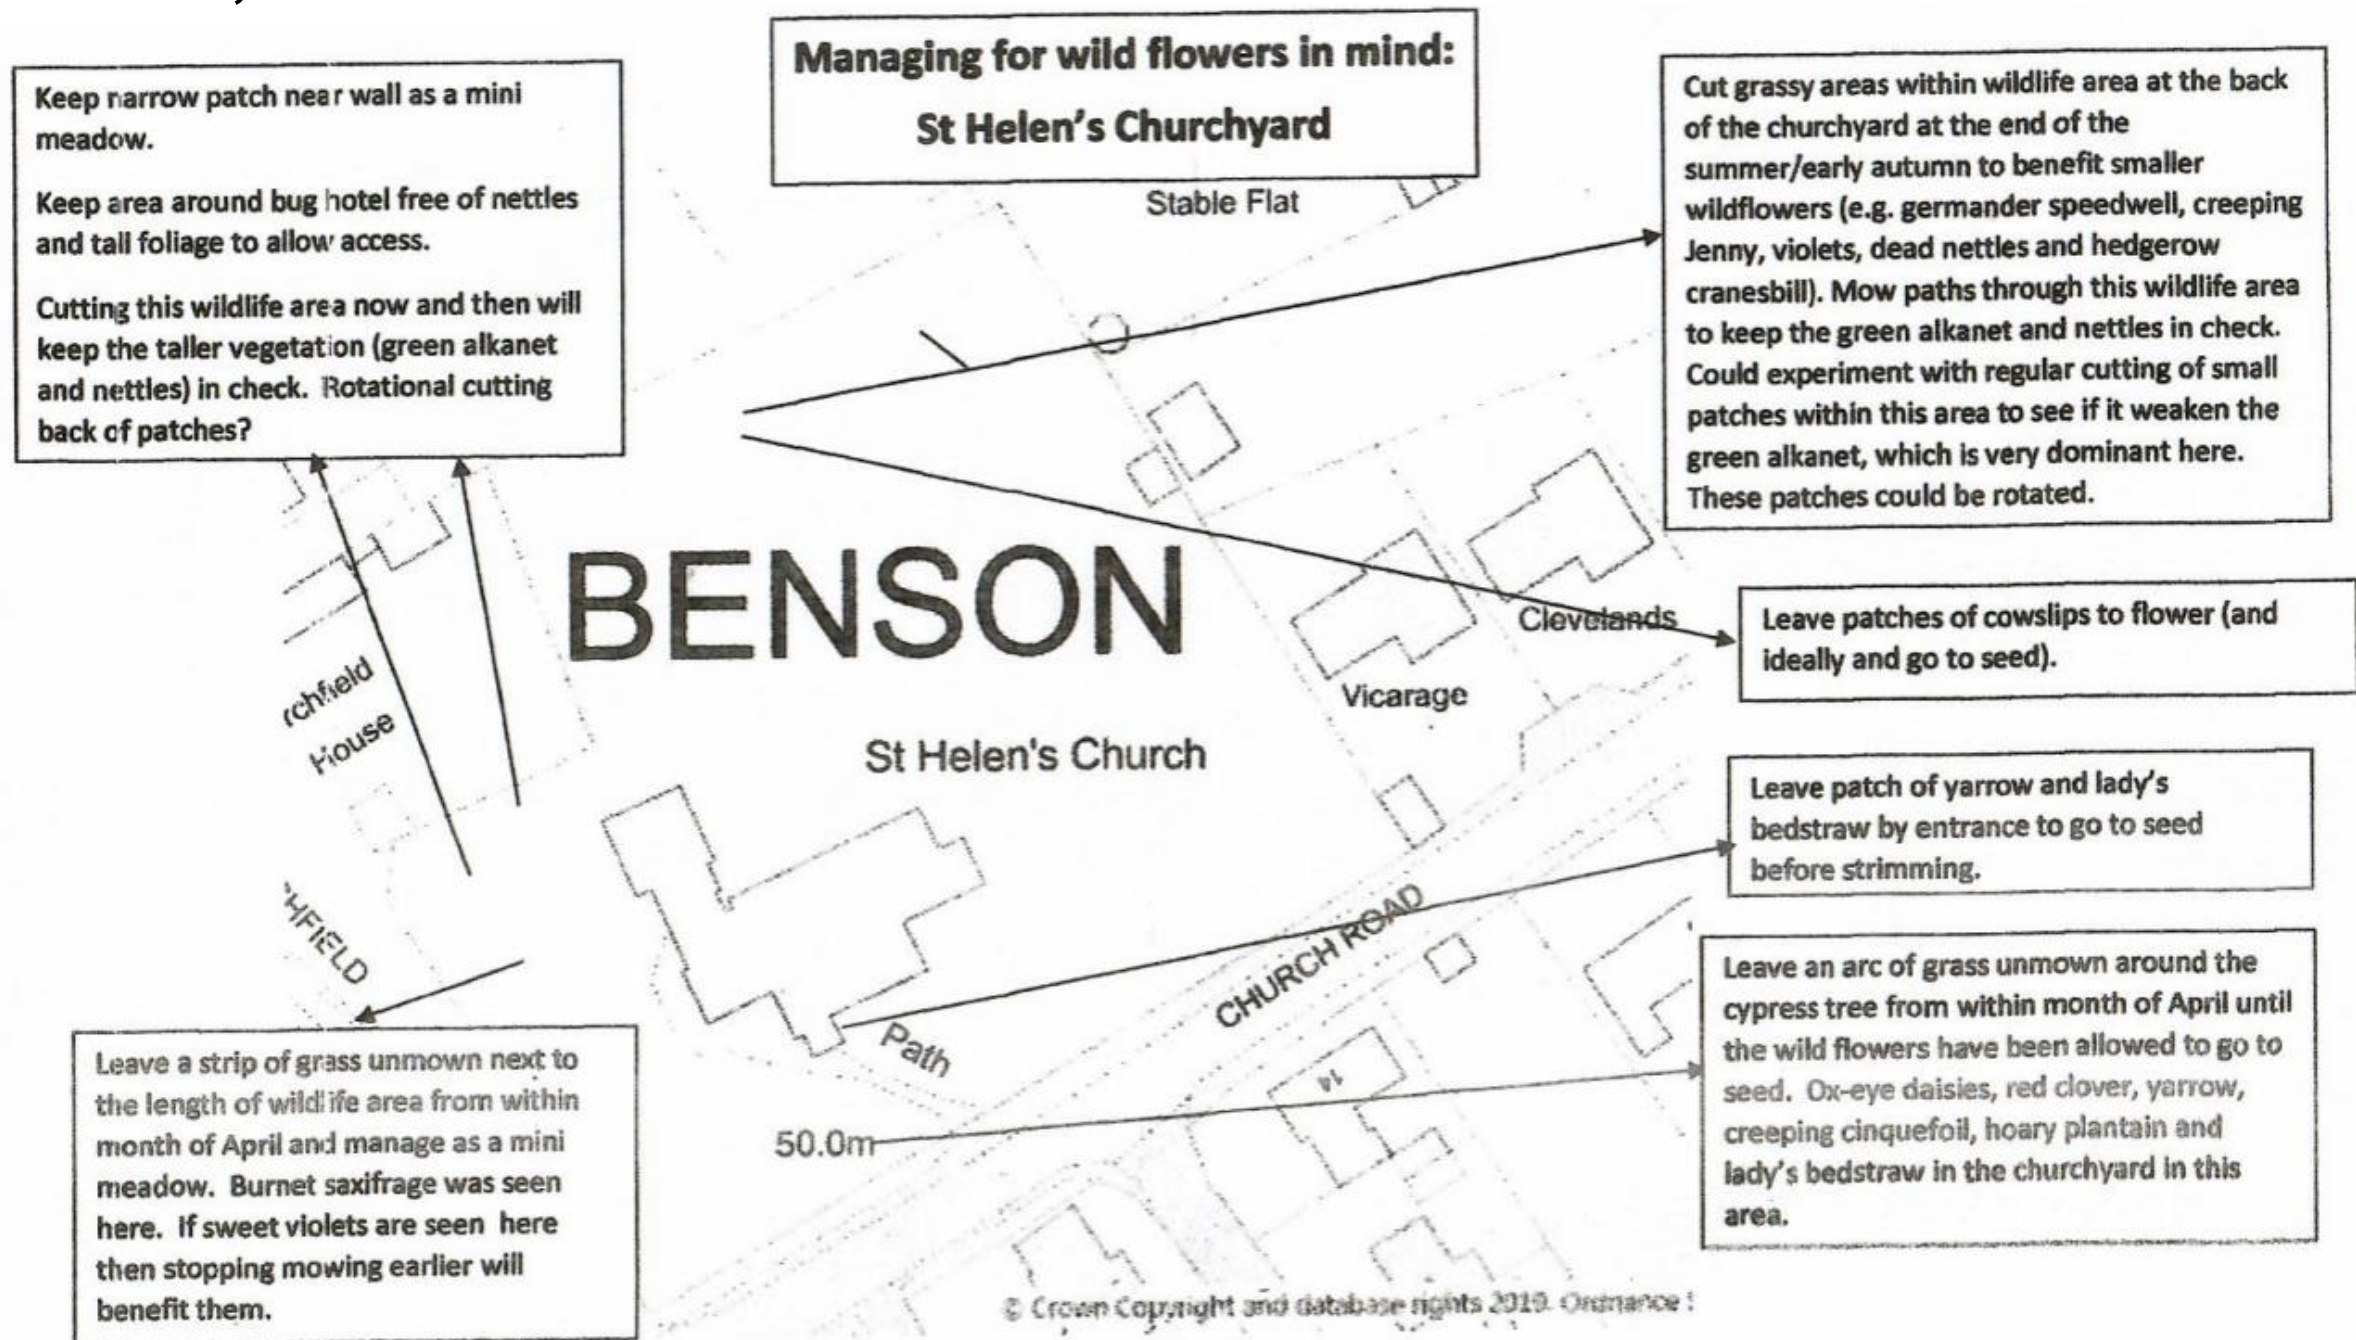 Managing for wild flowers in mind:
St Helen's Churchyard
Keep narrow patch near wall as a mini
meadow.
Keep area around bug hotel free of nettles
and tall foliage to allow access.
Cutting this wildlife area now and then will
keep the taller vegetation (green alkanet
and nettles) in check. Rotational cutting
back of patches?
Cut grassy areas within wildlife area at the back
of the churchyard at the end of the
summer/early autumn to benefit smaller
wildflowers (e.g. germander speedwell, creeping
Jenny, violets, dead nettles and hedgerow
cranesbill). Mow paths through this wildlife area
to keep the green alkanet and nettles in check.
Could experiment with regular cutting of small
patches within this area to see if it weaken the
green alkanet, which is very dominant here.
These patches could be rotated.
Stable Flat
BENSON
Clevelands
Leave patches of cowslips to flower (and
ideally and go to seed).
Vicarage
rchfield
House
St Helen's Church
Leave patch of yarrow and lady's
bedstraw by entrance to go to seed
before strimming.
HFIELD
CHURCH ROAD
Path
14
50.0m
Leave an arc of grass unmown around the
cypress tree from within month of April until
the wild flowers have been allowed to go to
seed. Ox-eye daisies, red clover, yarrow,
creeping cinquefoil, hoary plantain and
lady's bedstraw in the churchyard in this
area.
Leave a strip of grass unmown next to
the length of wildlife area from within
month of April and manage as a mini
meadow. Burnet saxifrage was seen
here. If sweet violets are seen here
then stopping mowing earlier will
benefit them.
© Crown Copyright and database rights 2019. Ordnance